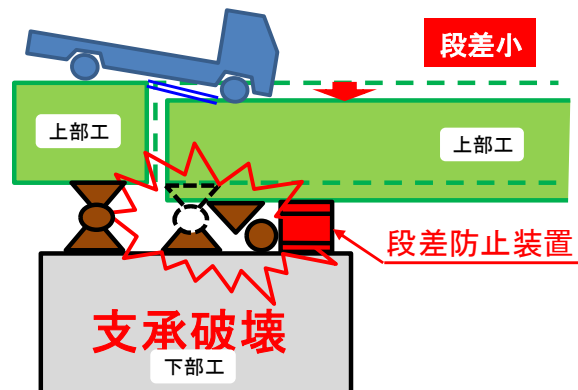 段差小
上部工
上部工
段差防止装置
支承破壊
下部工